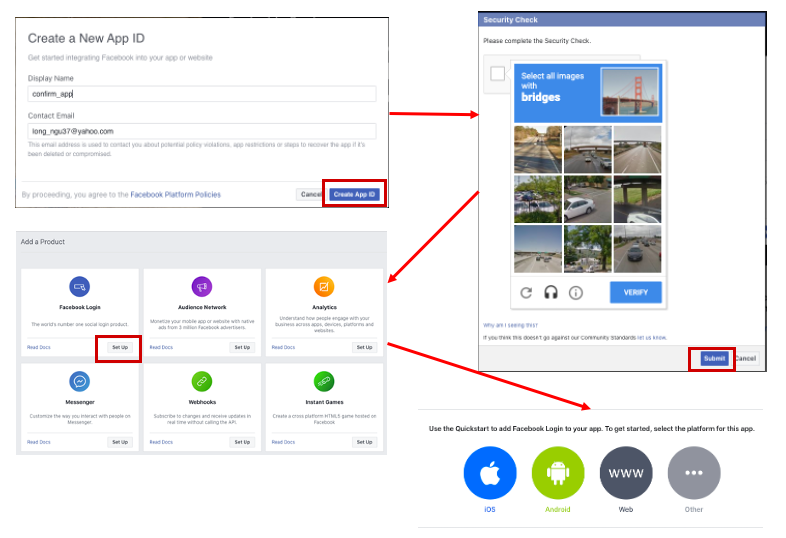 Create a New App ID
Get started integrating Facebook into your app or website
Display Name
confirm_app
Contact Email
long_ngu37@yahoo.com
This email address is used to contact you about potential policy violations, app restrictions or steps to recover the app if it's
been deleted or compromised.
By proceeding, you agree to the Facebook Platform Policies
Cancel
Create App ID
Security Check
Please complete the Security Check.
Select all images
with
bridges
VERIFY
Why am I seeing this?
If you think this doesn't go against our Community Standards let us know.
Submit
Cancel
Add a Product
Facebook Login
The world's number one social login product.
Read Docs
Set Up
Audience Network
Monetize your mobile app or website with native
ads from 3 million Facebook advertisers.
Read Docs
Set Up
Analytics
Understand how people engage with your
business across apps, devices, platforms and
websites.
Read Docs
Set Up
Messenger
Customize the way you interact with people on
Messenger.
Read Docs
Set Up
Webhooks
Subscribe to changes and receive updates in
real time without calling the API.
Read Docs
Set Up
Instant Games
Create a cross platform HTML5 game hosted on
Facebook
Read Docs
Set Up
Use the Quickstart to add Facebook Login to your app. To get started, select the platform for this app.
iOS
Android
WWW
Web
Other